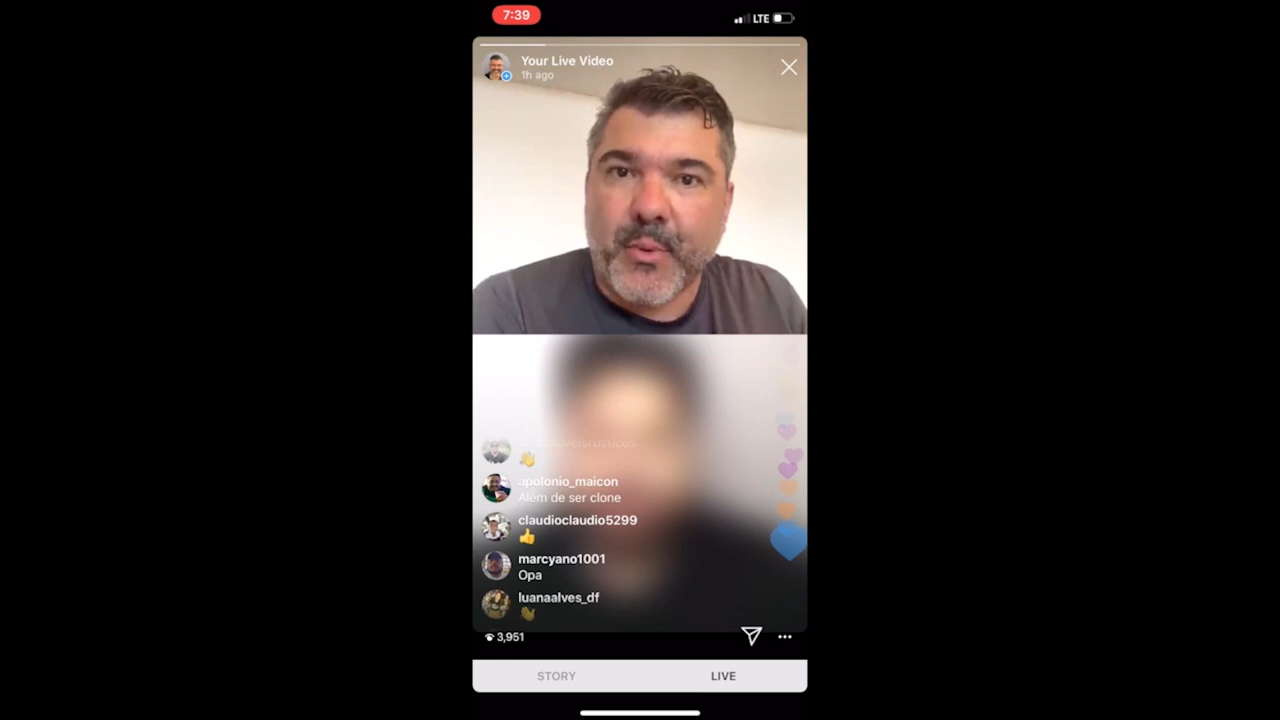 7:39
LTE
Your Live Video
1h ago
apolonio_maicon
Além de ser clone
claudioclaudio5299
marcyano1001
Opa
luanaalves_df
3,951
STORY
LIVE